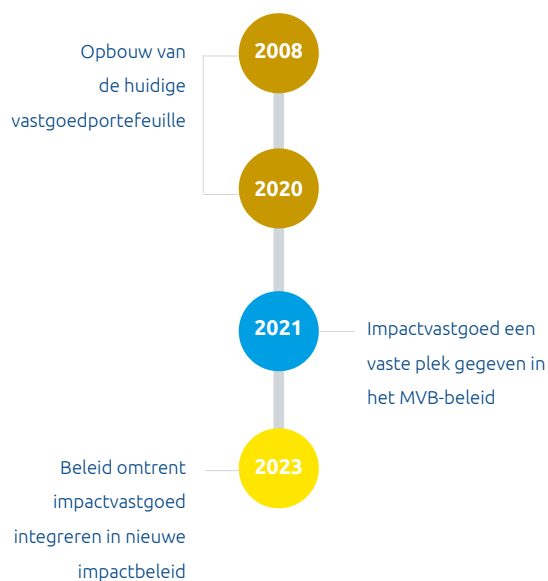 2008
Opbouw van
de huidige
vastgoedportefeuille
2020
2021
Impactvastgoed een
vaste plek gegeven in
het MVB-beleid
2023
Beleid omtrent
impactvastgoed
integreren in nieuwe
impactbeleid